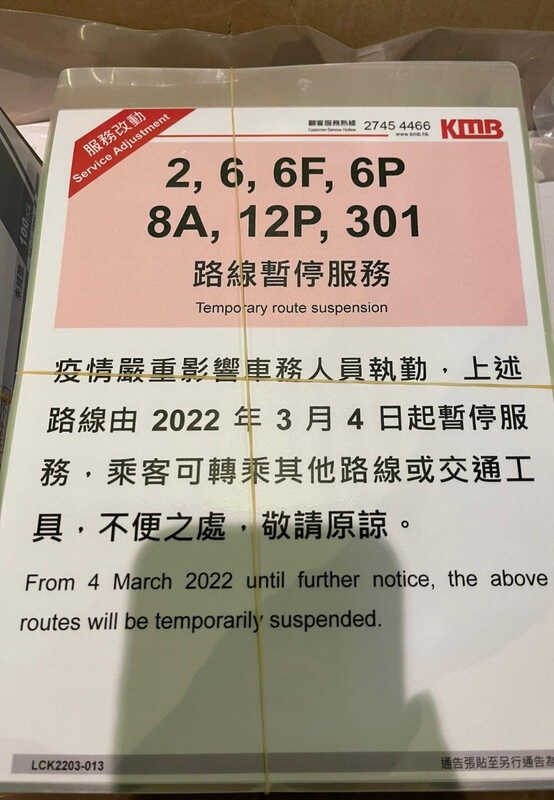 服務改動
Service Adjustment
顧客服務熱線
Customer Service Hotline
2745 4466
www.kmb.hk
KMB
2, 6, 6F, 6P
8A, 12P, 301
路線暫停服務
Temporary route suspension
疫情嚴重影響車務人員執勤，上述
路線由 2022 年 3 月 4 日起暫停服
務，乘客可轉乘其他路線或交通工
具，不便之處，敬請原諒。
From 4 March 2022 until further notice, the above
routes will be temporarily suspended.
LCK2203-013
通告張貼至另行通告為